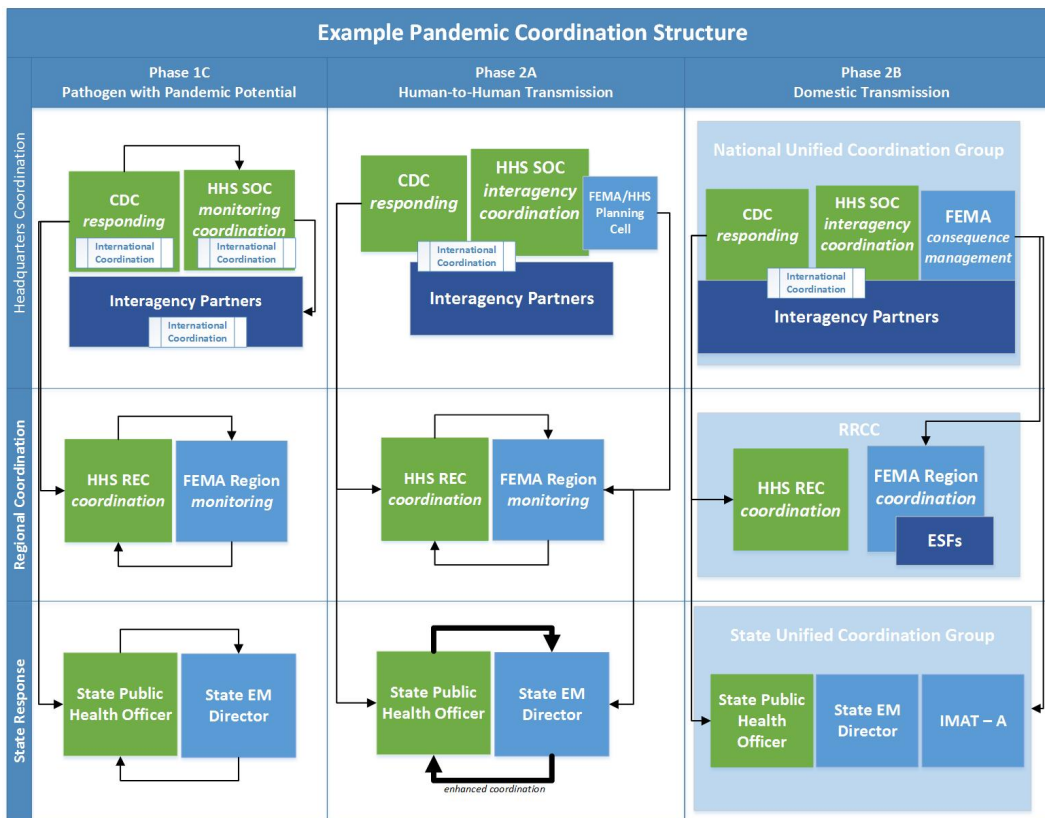 Example Pandemic Coordination Structure
Phase 1C
Pathogen with Pandemic Potential
Phase 2A
Human-to-Human Transmission
Phase 2B
Domestic Transmission
Headquarters Coordination
CDC
responding
International
Coordination
HHS SOC
monitoring
coordination
International
Coordination
Interagency Partners
International
Coordination
CDC
responding
HHS SOC
interagency
coordination
FEMA/HHS
Planning
Cell
International
Coordination
Interagency Partners
National Unified Coordination Group
CDC
responding
HHS SOC
interagency
coordination
FEMA
consequence
management
International
Coordination
Interagency Partners
Regional Coordination
HHS REC
coordination
FEMA Region
monitoring
HHS REC
coordination
FEMA Region
monitoring
RRCC
HHS REC
coordination
FEMA Region
coordination
ESFs
State Response
State Public
Health Officer
State EM
Director
State Public
Health Officer
State EM
Director
enhanced coordination
State Unified Coordination Group
State Public
Health
Officer
State EM
Director
IMAT – A